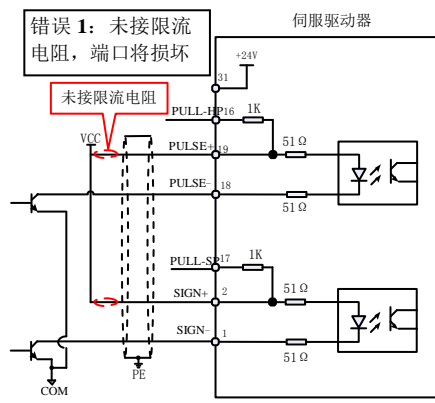 错误 1：未接限流
电阻，端口将损坏
伺服驱动器
+24V
31
未接限流电阻
PULL-HP 16
1K
VCC
51Ω
PULSE+
19
PULSE-
18
51Ω
PULL-SP 17
1K
51Ω
SIGN+
2
SIGN-
1
51Ω
PE
COM